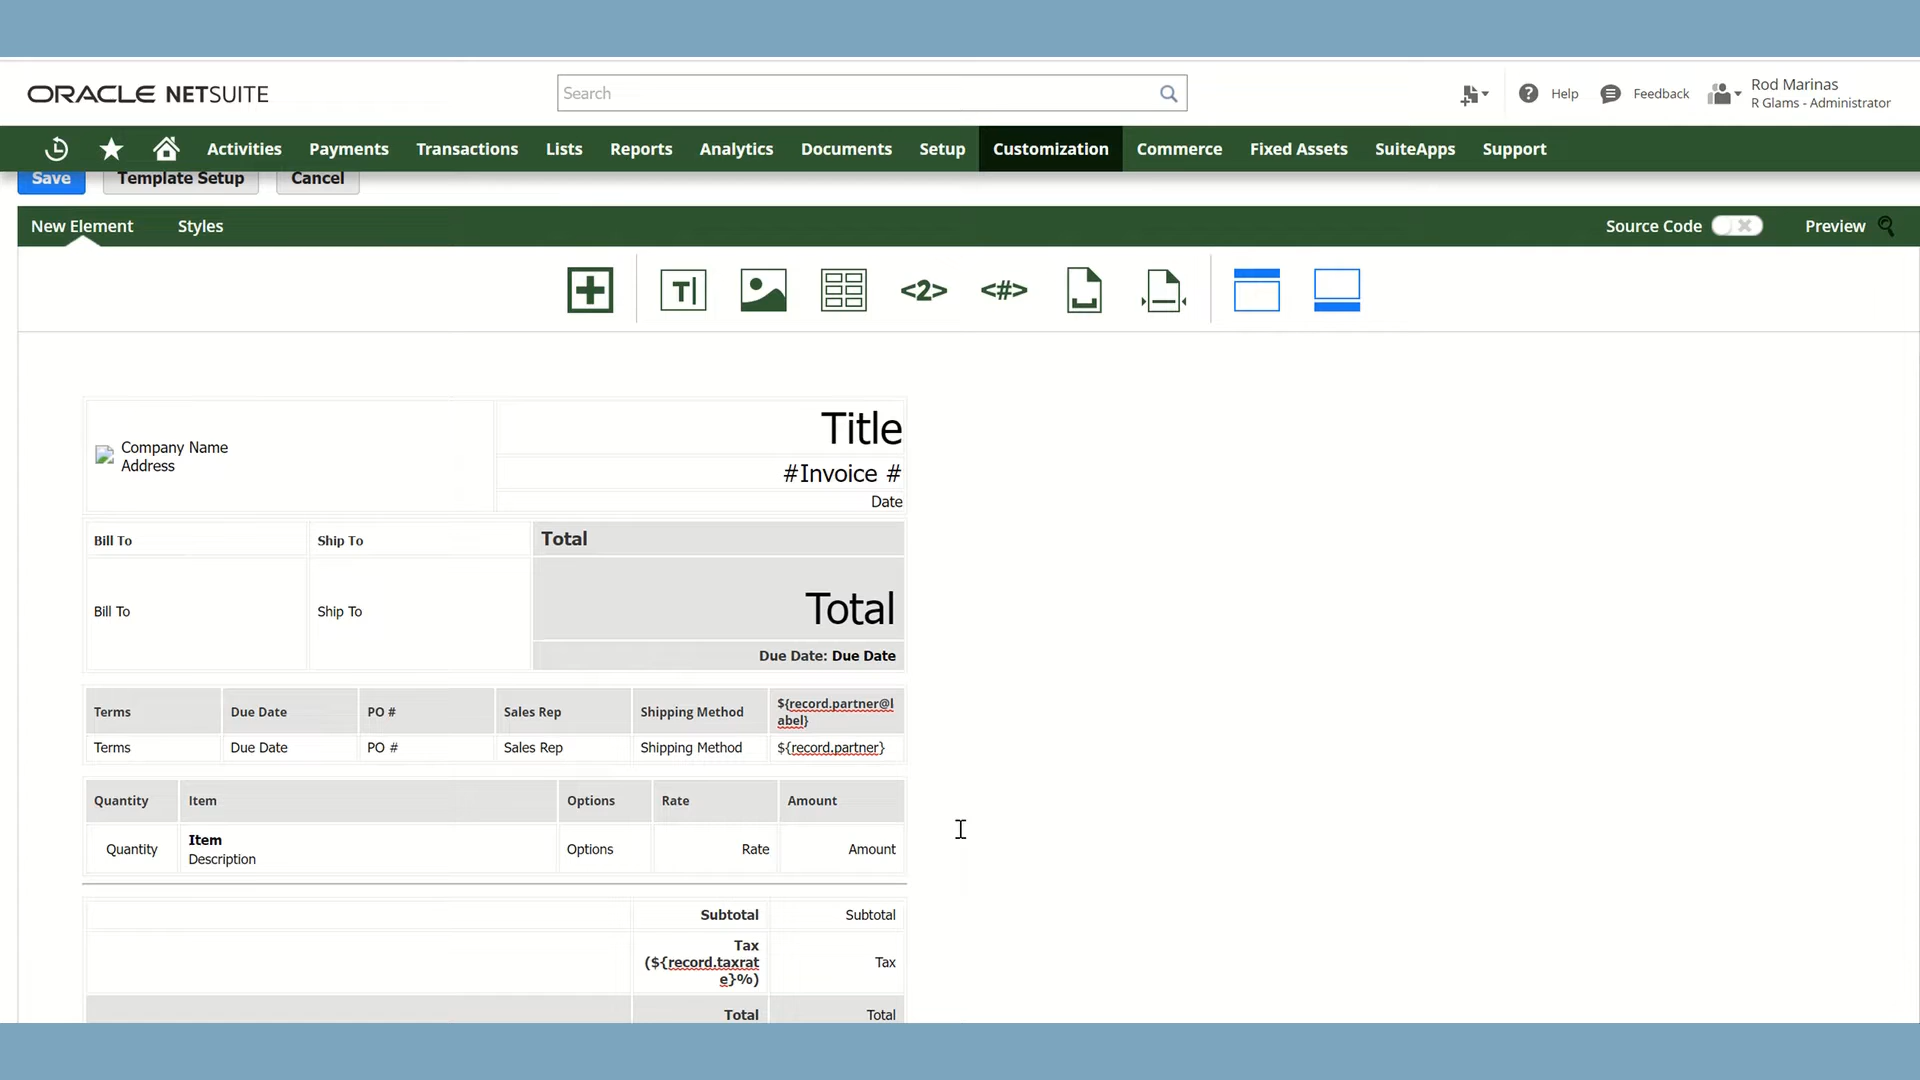 ORACLE NETSUITE
Search
Help
Feedback
Rod Marinas
R Glams - Administrator
Activities
Payments
Transactions
Lists
Reports
Analytics
Documents
Setup
Customization
Commerce
Fixed Assets
SuiteApps
Support
Save
Template Setup
Cancel
New Element
Styles
Source Code
Preview
T|
<2>
<#>
Company Name
Address
Title
#Invoice #
Date
Bill To
Ship To
Total
Bill To
Ship To
Total
Due Date: Due Date
Terms
Due Date
PO #
Sales Rep
Shipping Method
${record.partner@l
abel}
Terms
Due Date
PO #
Sales Rep
Shipping Method
${record.partner}
Quantity
Item
Options
Rate
Amount
Quantity
Item
Description
Options
Rate
Amount
Subtotal
Subtotal
Tax
(${record.taxrat
e}%)
Tax
Total
Total